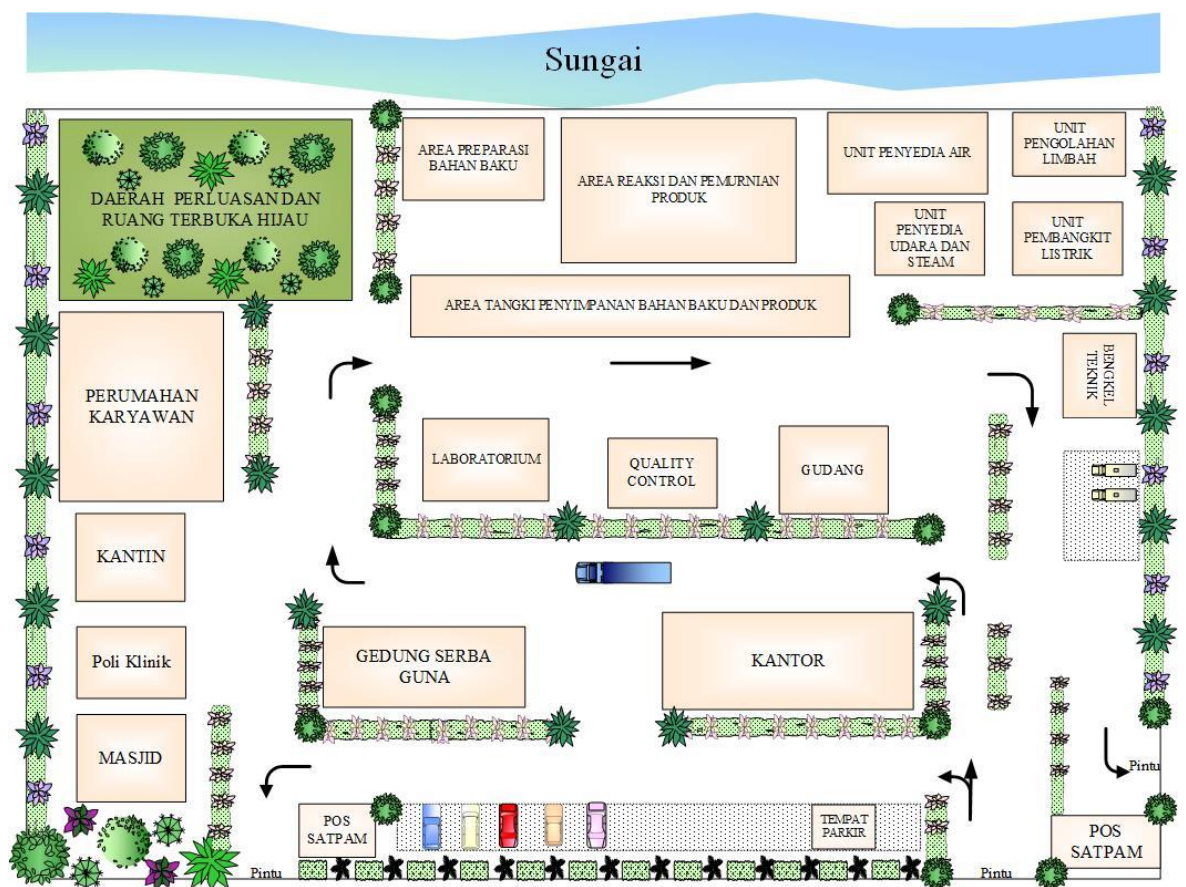 Sungai
AREA PREPARASI
BAHAN BAKU
AREA REAKSI DAN PEMURNIAN
PRODUK
UNIT PENYEDIA AIR
UNIT
PENGOLAHAN
LIMBAH
DAERAH PERLUASAN DAN
RUANG TERBUKA HIJAU
UNIT
PENYEDIA
UDARA DAN
STEAM
UNIT
PEMBANGKIT
LISTRIK
AREA TANGKI PENYIMPANAN BAHAN BAKU DAN PRODUK
PERUMAHAN
KARYAWAN
BENGKEL
TEKNIK
LABORATORIUM
QUALITY
CONTROL
GUDANG
KANTIN
Poli Klinik
GEDUNG SERBA
GUNA
KANTOR
MASJID
Pintu
POS
SATPAM
TEMPAT
PARKIR
POS
SATPAM
Pintu
Pintu